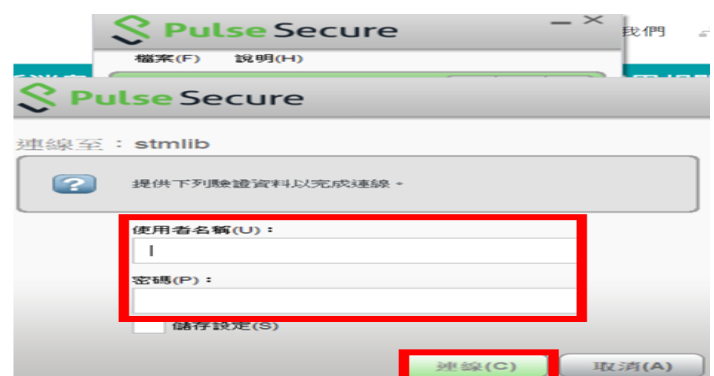 Pulse Secure
我們
檔案(F) 說明(H)
Pulse Secure
連線至：stmlib
提供下列驗證資料以完成連線。
使用者名稱(U)：
密碼(P)：
儲存設定(S)
連線(C) 取消(A)